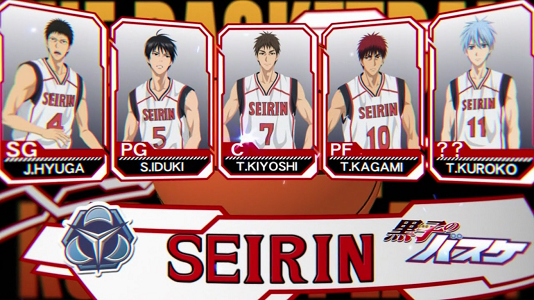 SEIRIN
4
SG
J.HYUGA
SEIRIN
5
PG
S.IDUKI
SEIRIN
7
C
T.KIYOSHI
SEIRIN
10
PF
T.KAGAMI
SEIRIN
11
??
T.KUROKO
SEIRIN
黒子のバスケ